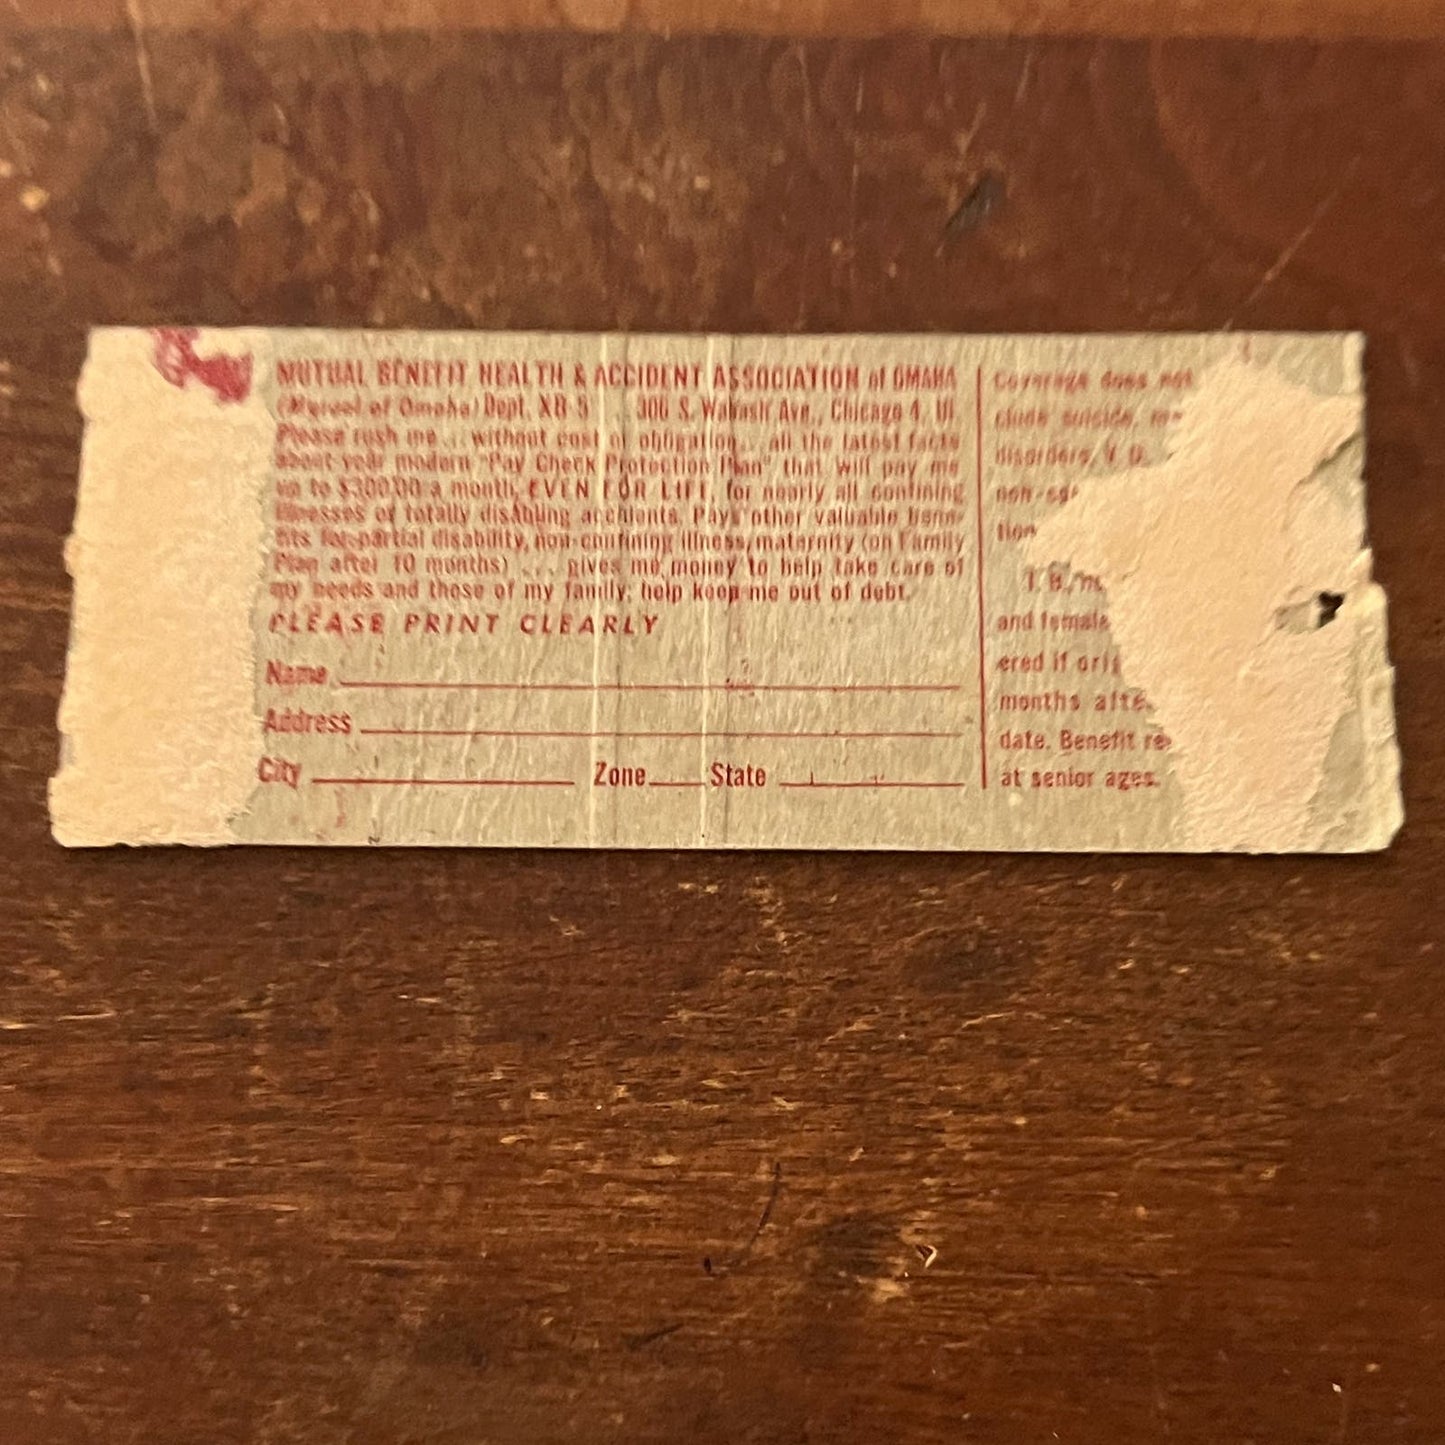 MUTUAL BENEFIT HEALTH & ACCIDENT ASSOCIATION of OMAHA
(Mutual of Omaha) Dept. XB-5 ... 306 S. Wabash Ave., Chicago 4, Ill.
Please rush me ... without cost or obligation ... all the latest facts
about your modern "Pay Check Protection Plan" that will pay me
up to $300.00 a month, EVEN FOR LIFE, for nearly all confining
illnesses or totally disabling accidents. Pays other valuable bene-
fits for partial disability, non-confining illness, maternity (on Family
Plan after 10 months) ... gives me money to help take care of
my needs and those of my family; help keep me out of debt.
PLEASE PRINT CLEARLY
Name
Address
City Zone State
Coverage does not
clude suicide,
disorders, V. D.
non-
tion
T. B.,
and female
ered if
months afte
date. Benefit re
at senior ages.